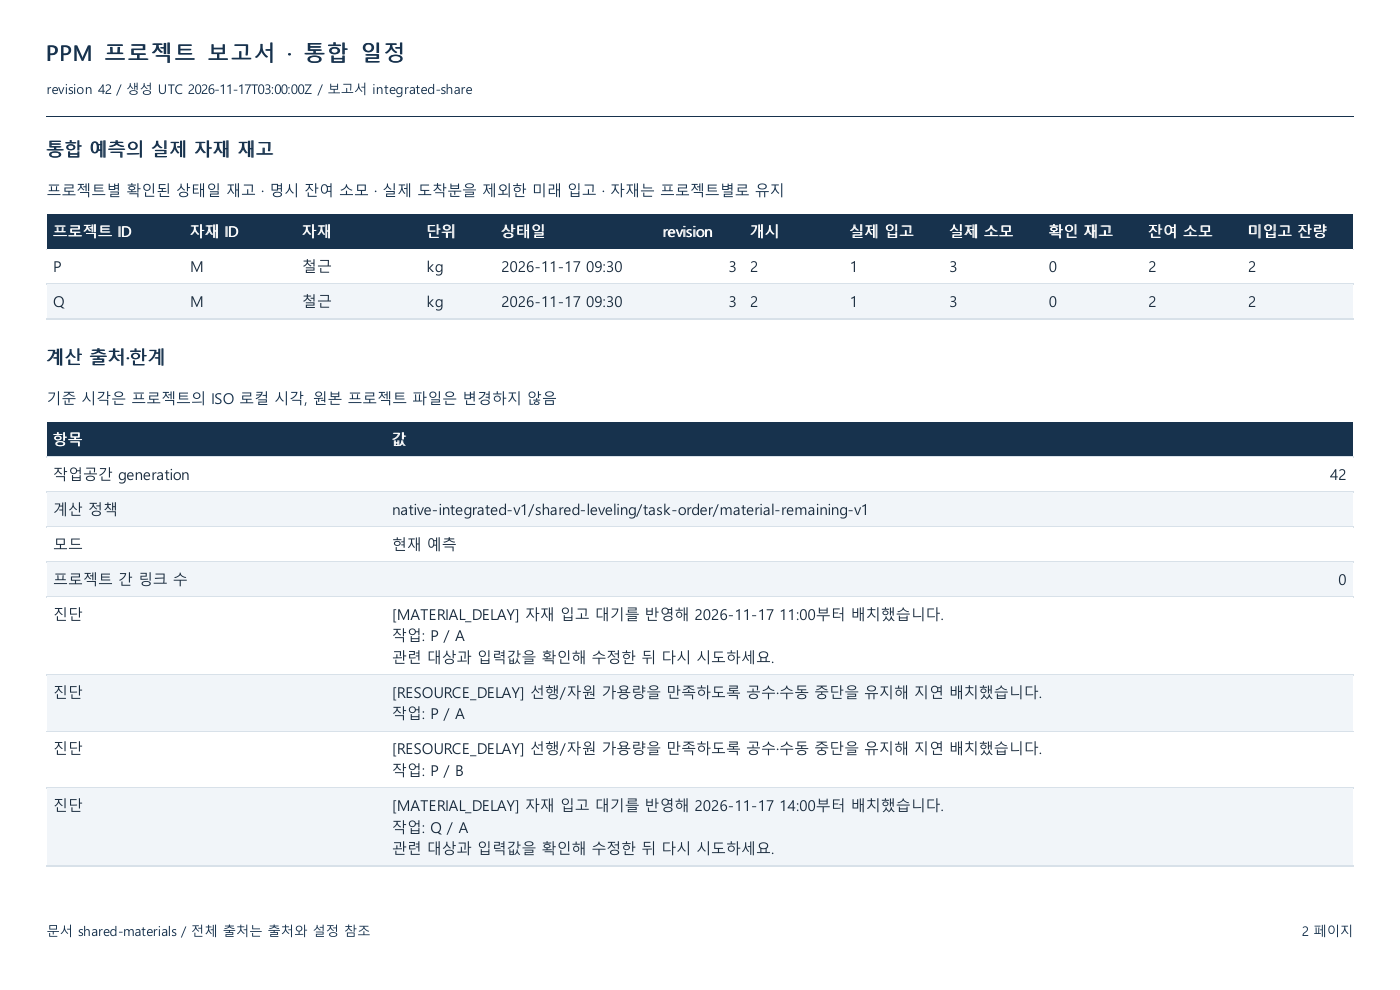 PPM 프로젝트 보고서 · 통합 일정
revision 42 / 생성 UTC 2026-11-17T03:00:00Z / 보고서 integrated-share
통합 예측의 실제 자재 재고
프로젝트별 확인된 상태일 재고 · 명시 잔여 소모 · 실제 도착분을 제외한 미래 입고 · 자재는 프로젝트별로 유지
프로젝트 ID 자재 ID 자재 단위 상태일 revision 개시 실제 입고 실제 소모 확인 재고 잔여 소모 미입고 잔량
P M 철근 kg 2026-11-17 09:30 3 2 1 3 0 2 2
Q M 철근 kg 2026-11-17 09:30 3 2 1 3 0 2 2
계산 출처·한계
기준 시각은 프로젝트의 ISO 로컬 시각, 원본 프로젝트 파일은 변경하지 않음
항목 값
작업공간 generation 42
계산 정책 native-integrated-v1/shared-leveling/task-order/material-remaining-v1
모드 현재 예측
프로젝트 간 링크 수 0
진단 [MATERIAL_DELAY] 자재 입고 대기를 반영해 2026-11-17 11:00부터 배치했습니다.
작업: P / A
관련 대상과 입력값을 확인해 수정한 뒤 다시 시도하세요.
진단 [RESOURCE_DELAY] 선행/자원 가용량을 만족하도록 공수·수동 중단을 유지해 지연 배치했습니다.
작업: P / A
진단 [RESOURCE_DELAY] 선행/자원 가용량을 만족하도록 공수·수동 중단을 유지해 지연 배치했습니다.
작업: P / B
진단 [MATERIAL_DELAY] 자재 입고 대기를 반영해 2026-11-17 14:00부터 배치했습니다.
작업: Q / A
관련 대상과 입력값을 확인해 수정한 뒤 다시 시도하세요.
문서 shared-materials / 전체 출처는 출처와 설정 참조 2 페이지